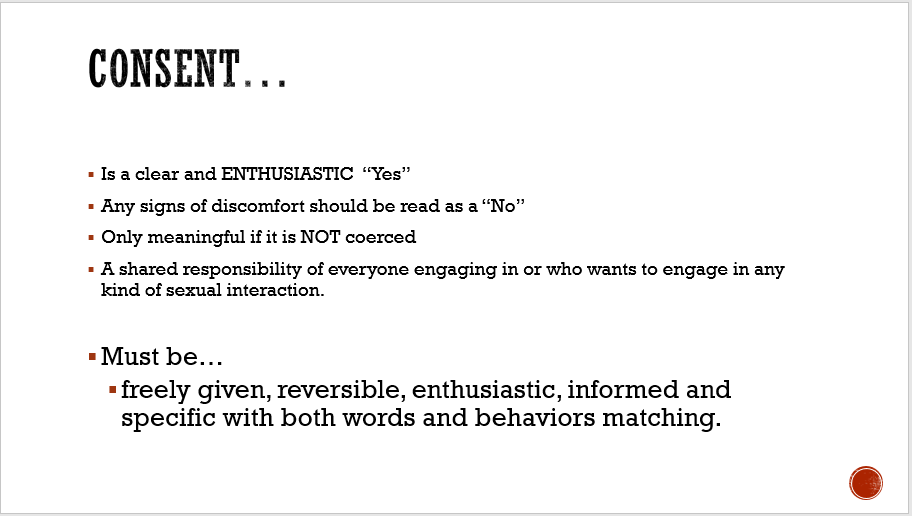 CONSENT...
▪ Is a clear and ENTHUSIASTIC  “Yes”
▪ Any signs of discomfort should be read as a “No”
▪ Only meaningful if it is NOT coerced
▪ A shared responsibility of everyone engaging in or who wants to engage in any
kind of sexual interaction.
▪ Must be…
▪ freely given, reversible, enthusiastic, informed and
specific with both words and behaviors matching.